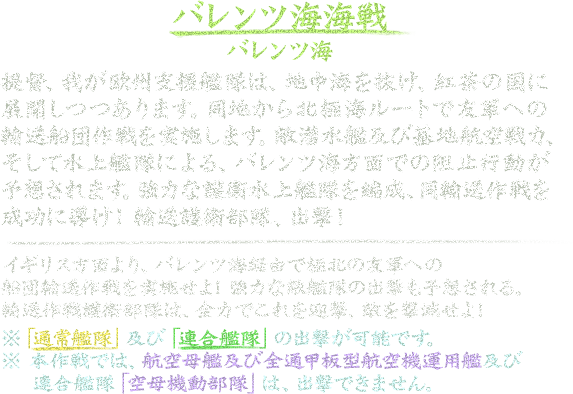 バレンツ海海戦
バレンツ海
提督、我が欧州支援艦隊は、地中海を抜け、紅茶の国に
展開しつつあります。同地から北極海ルートで友軍への
輸送船団作戦を実施します。敵潜水艦及び基地航空戦力、
そして水上艦隊による、バレンツ海方面での阻止行動が
予想されます。強力な護衛水上艦隊を編成、同輸送作戦を
成功に導け！輸送護衛部隊、出撃！
イギリス方面より、バレンツ海経由で極北の友軍への
船団輸送作戦を実施せよ！強力な敵艦隊の出撃も予想される。
輸送作戦護衛部隊は、全力でこれを迎撃、敵を撃滅せよ！
※「通常艦隊」及び「連合艦隊」の出撃が可能です。
※ 本作戦では、航空母艦及び全通甲板型航空機運用艦及び
連合艦隊「空母機動部隊」は、出撃できません。